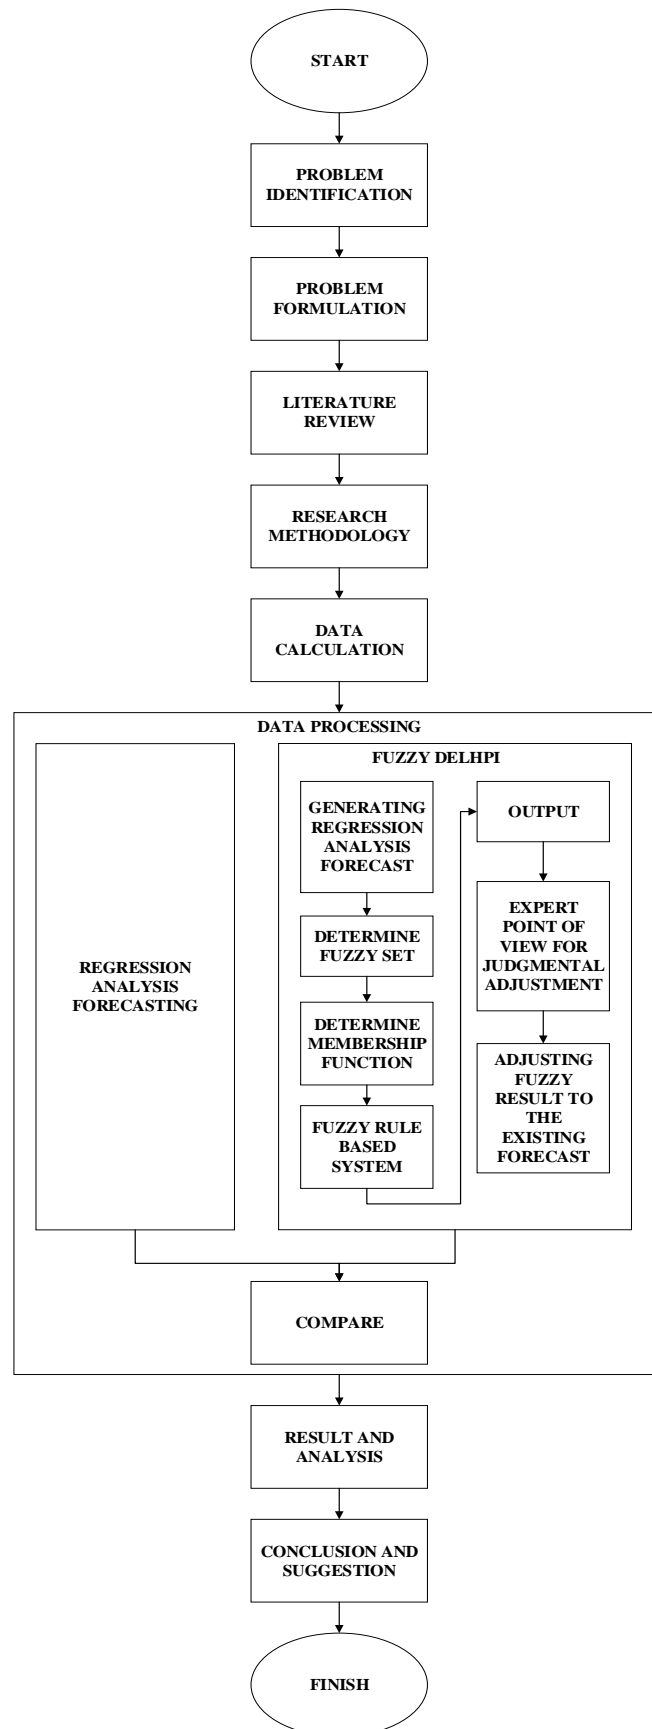 START
PROBLEM
IDENTIFICATION
PROBLEM
FORMULATION
LITERATURE
REVIEW
RESEARCH
METHODOLOGY
DATA
CALCULATION
DATA PROCESSING
REGRESSION
ANALYSIS
FORECASTING
FUZZY DELHPI
GENERATING
REGRESSION
ANALYSIS
FORECAST
DETERMINE
FUZZY SET
DETERMINE
MEMBERSHIP
FUNCTION
FUZZY RULE
BASED
SYSTEM
OUTPUT
EXPERT
POINT OF
VIEW FOR
JUDGMENTAL
ADJUSTMENT
ADJUSTING
FUZZY
RESULT TO
THE
EXISTING
FORECAST
COMPARE
RESULT AND
ANALYSIS
CONCLUSION AND
SUGGESTION
FINISH